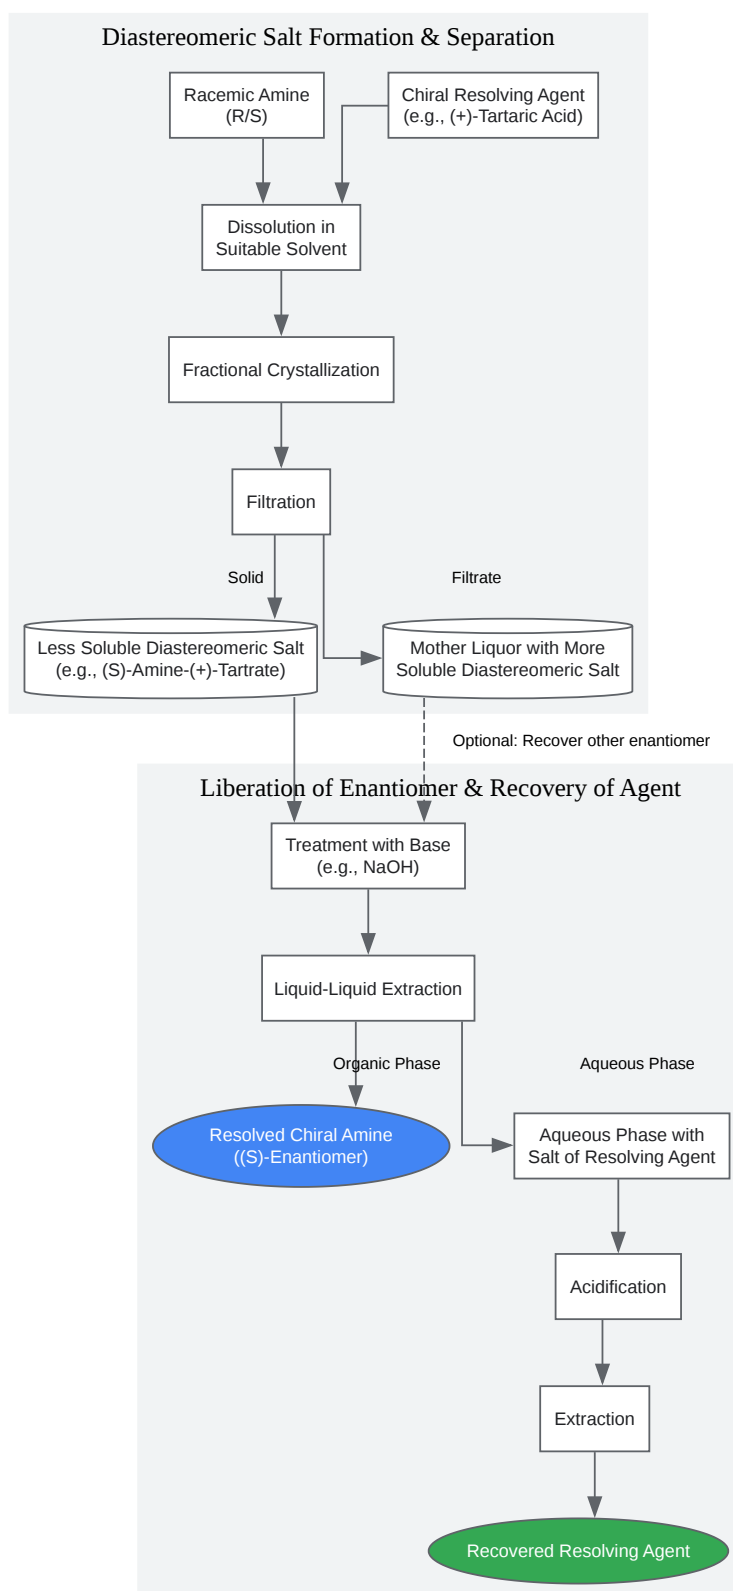 Diastereomeric Salt Formation & Separation
Racemic Amine
(R/S)
Chiral Resolving Agent
(e.g., (+)-Tartaric Acid)
Dissolution in
Suitable Solvent
Fractional Crystallization
Filtration
Solid
Filtrate
Less Soluble Diastereomeric Salt
(e.g., (S)-Amine-(+)-Tartrate)
Mother Liquor with More
Soluble Diastereomeric Salt
Optional: Recover other enantiomer
Liberation of Enantiomer & Recovery of Agent
Treatment with Base
(e.g., NaOH)
Liquid-Liquid Extraction
Organic Phase
Aqueous Phase
Resolved Chiral Amine
((S)-Enantiomer)
Aqueous Phase with
Salt of Resolving Agent
Acidification
Extraction
Recovered Resolving Agent